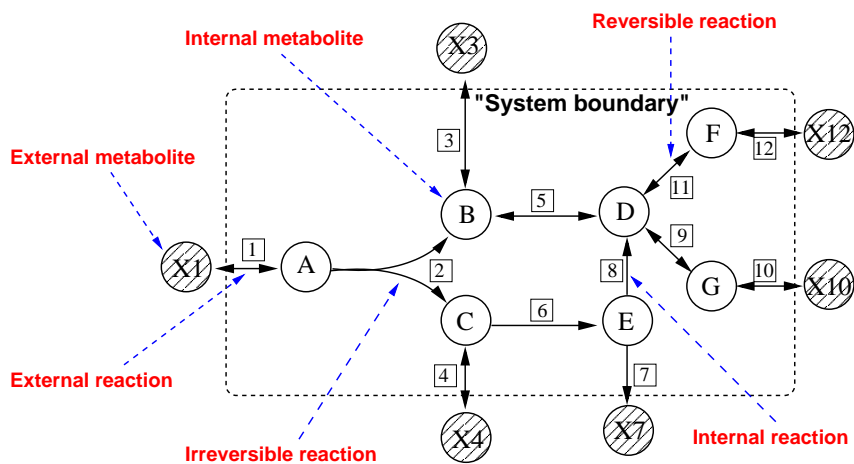 Reversible reaction
Internal metabolite
X3
"System boundary"
F
X12
12
3
11
External metabolite
B
5
D
9
1
X1
A
2
8
G
10
X10
C
6
E
External reaction
4
7
X4
X7
Irreversible reaction
Internal reaction